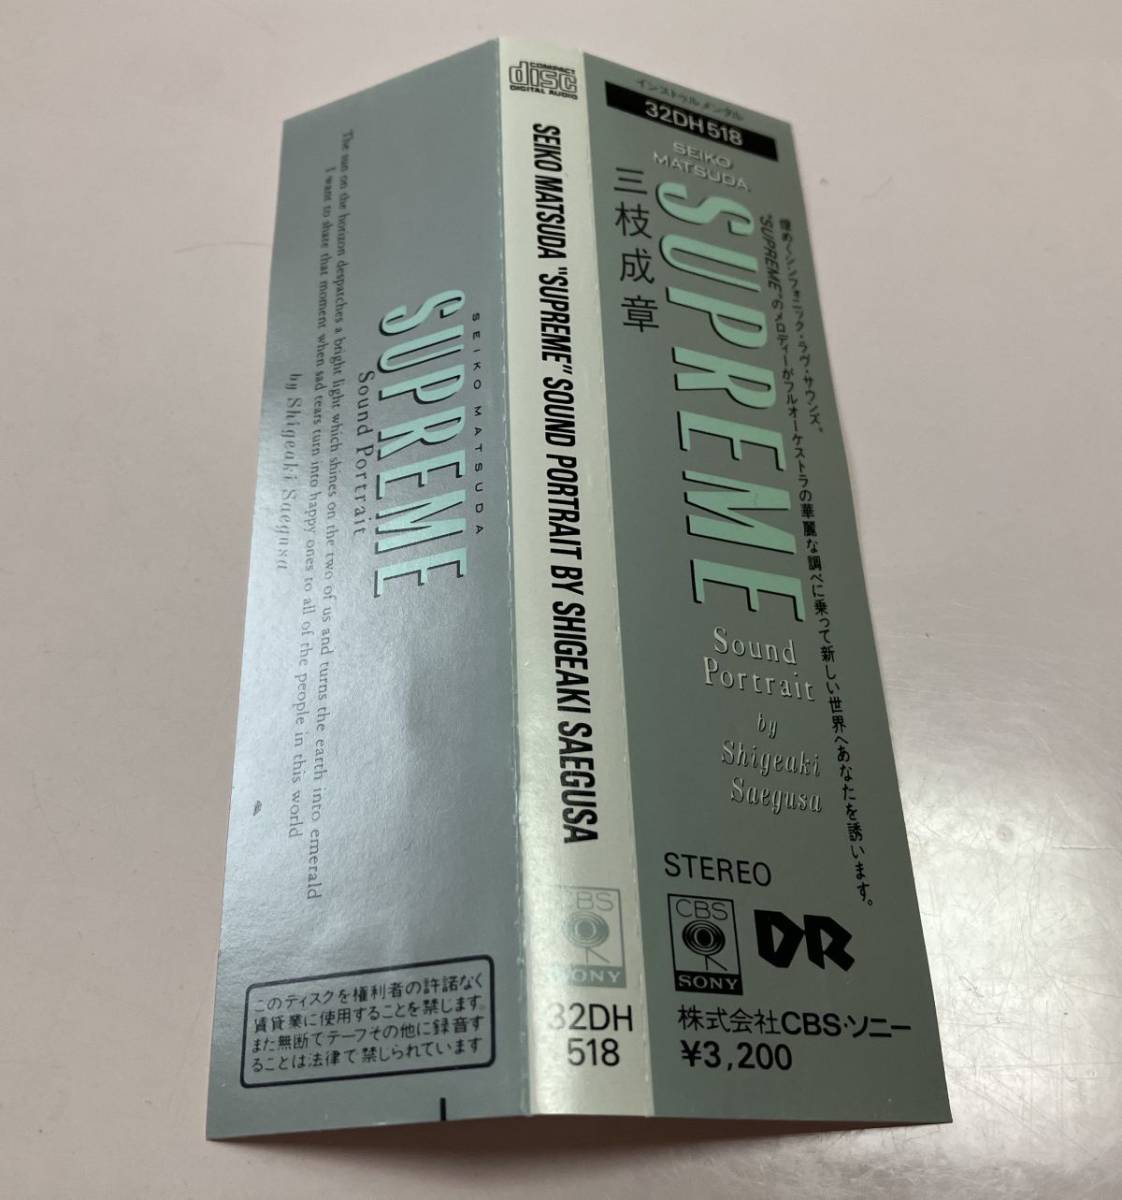 The sun on the horizon despatches a bright light which shines on the two of us and turns the earth into emerald
I want to share that moment when sad tears turn into happy ones to all of the people in this world
by Shigeaki Saegusa
SEIKO MATSUDA
SUPREME
Sound Portrait
このディスクを権利者の許諾なく
賃貸業に使用することを禁じます。
また無断でテープその他に録音す
ることは法律で禁じられています
COMPACT
disc
DIGITAL AUDIO
SEIKO MATSUDA "SUPREME" SOUND PORTRAIT BY SHIGEAKI SAEGUSA
CBS
SONY
32DH
518
インストゥルメンタル
32DH518
SEIKO
MATSUDA
SUPREME
三枝成章
煌めくシンフォニック・ラヴ・サウンズ。
"SUPREME"のメロディーがフルオーケストラの華麗な調べに乗って新しい世界へあなたを誘います。
Sound
Portrait
by
Shigeaki
Saegusa
STEREO
CBS
SONY
DR
株式会社CBS・ソニー
¥3,200